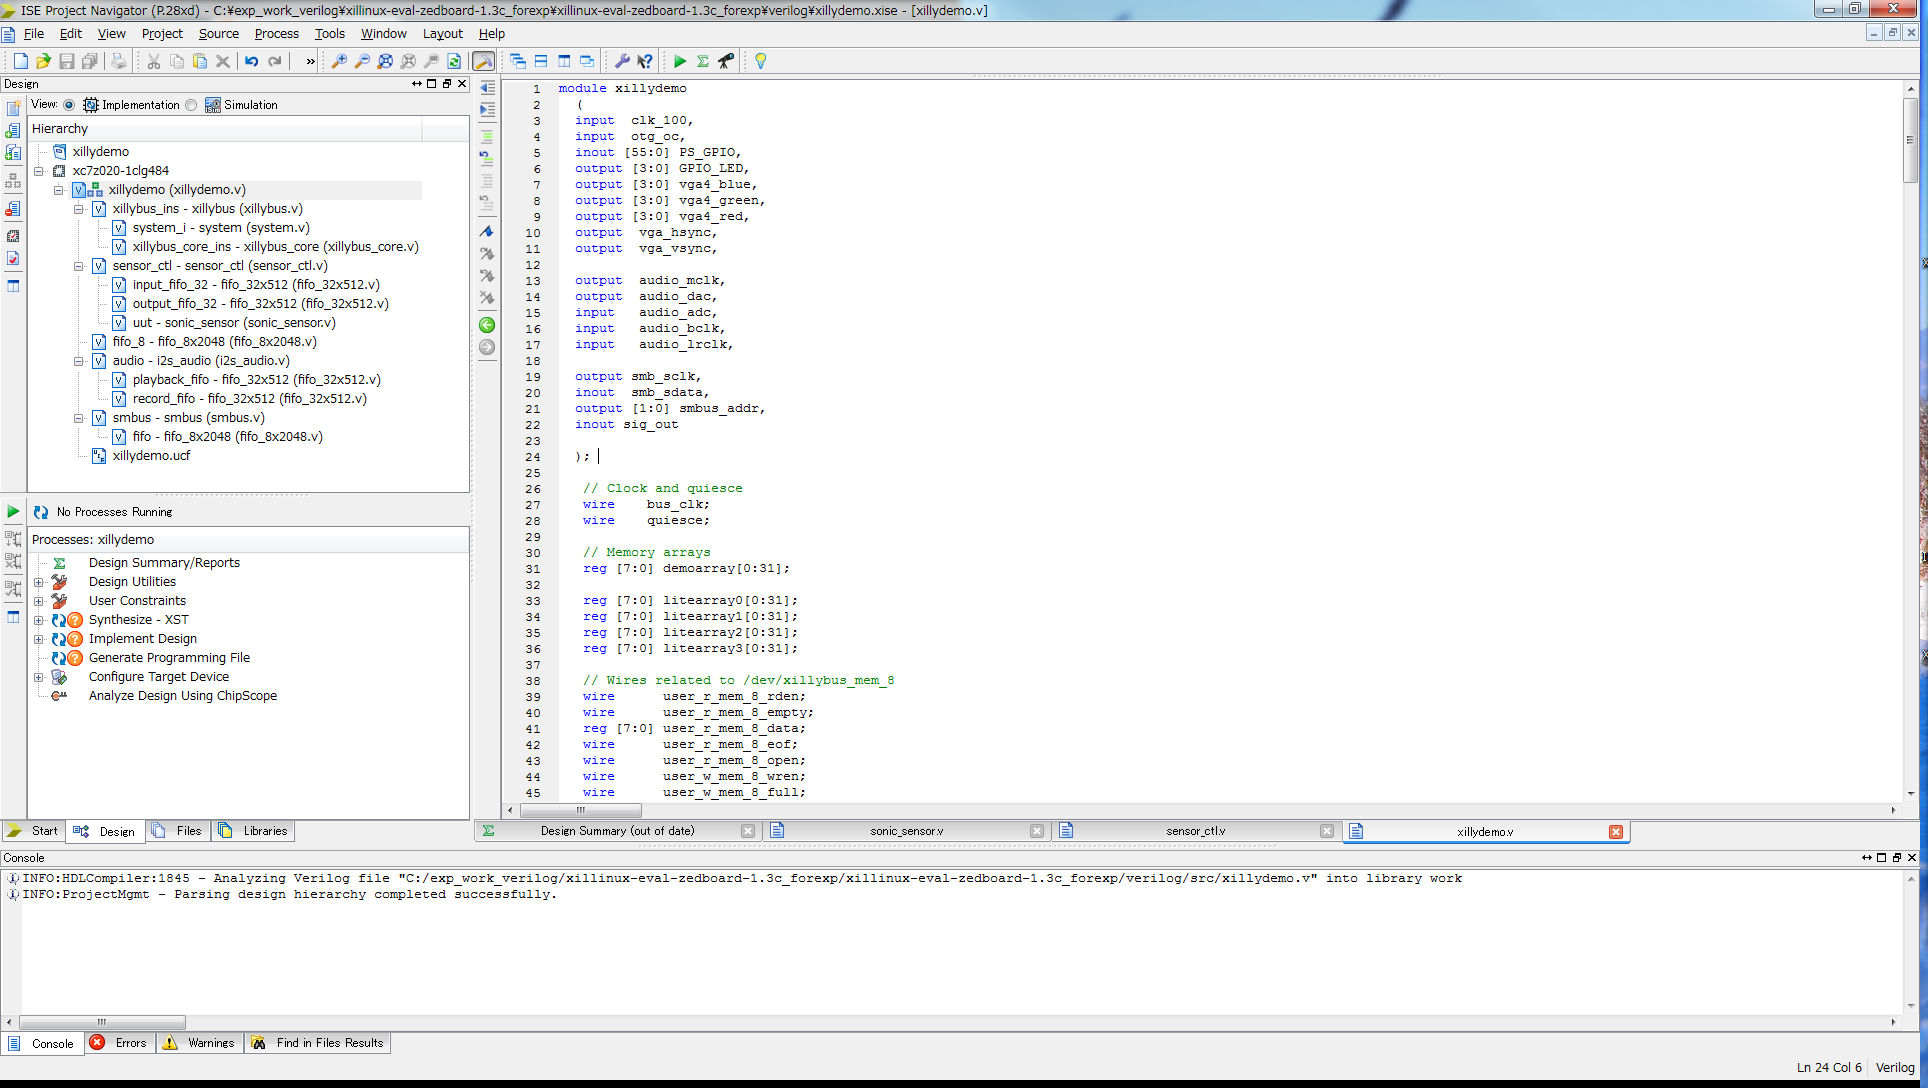 ISE Project Navigator (P.28xd) - C:¥exp_work_verilog¥xillinux-eval-zedboard-1.3c_forexp¥xillinux-eval-zedboard-1.3c_forexp¥verilog¥xillydemo.xise - [xillydemo.v]
File Edit View Project Source Process Tools Window Layout Help
Design
View: Implementation Simulation
Hierarchy
xillydemo
xc7z020-1clg484
xillydemo (xillydemo.v)
xillybus_ins - xillybus (xillybus.v)
system_i - system (system.v)
xillybus_core_ins - xillybus_core (xillybus_core.v)
sensor_ctl - sensor_ctl (sensor_ctl.v)
input_fifo_32 - fifo_32x512 (fifo_32x512.v)
output_fifo_32 - fifo_32x512 (fifo_32x512.v)
uut - sonic_sensor (sonic_sensor.v)
fifo_8 - fifo_8x2048 (fifo_8x2048.v)
audio - i2s_audio (i2s_audio.v)
playback_fifo - fifo_32x512 (fifo_32x512.v)
record_fifo - fifo_32x512 (fifo_32x512.v)
smbus - smbus (smbus.v)
fifo - fifo_8x2048 (fifo_8x2048.v)
xillydemo.ucf
No Processes Running
Processes: xillydemo
Design Summary/Reports
Design Utilities
User Constraints
Synthesize - XST
Implement Design
Generate Programming File
Configure Target Device
Analyze Design Using ChipScope
Start Design Files Libraries
1 module xillydemo
2 (
3 input clk_100,
4 input otg_oc,
5 inout [55:0] PS_GPIO,
6 output [3:0] GPIO_LED,
7 output [3:0] vga4_blue,
8 output [3:0] vga4_green,
9 output [3:0] vga4_red,
10 output vga_hsync,
11 output vga_vsync,
12
13 output audio_mclk,
14 output audio_dac,
15 input audio_adc,
16 input audio_bclk,
17 input audio_lrclk,
18
19 output smb_sclk,
20 inout smb_sdata,
21 output [1:0] smbus_addr,
22 inout sig_out
23
24 );
25
26 // Clock and quiesce
27 wire bus_clk;
28 wire quiesce;
29
30 // Memory arrays
31 reg [7:0] demoarray[0:31];
32
33 reg [7:0] litearray0[0:31];
34 reg [7:0] litearray1[0:31];
35 reg [7:0] litearray2[0:31];
36 reg [7:0] litearray3[0:31];
37
38 // Wires related to /dev/xillybus_mem_8
39 wire user_r_mem_8_rden;
40 wire user_r_mem_8_empty;
41 reg [7:0] user_r_mem_8_data;
42 wire user_r_mem_8_eof;
43 wire user_r_mem_8_open;
44 wire user_w_mem_8_wren;
45 wire user_w_mem_8_full;
Design Summary (out of date) sonic_sensor.v sensor_ctl.v xillydemo.v
Console
INFO:HDLCompiler:1845 - Analyzing Verilog file "C:/exp_work_verilog/xillinux-eval-zedboard-1.3c_forexp/xillinux-eval-zedboard-1.3c_forexp/verilog/src/xillydemo.v" into library work
INFO:ProjectMgmt - Parsing design hierarchy completed successfully.
Console Errors Warnings Find in Files Results
Ln 24 Col 6 Verilog